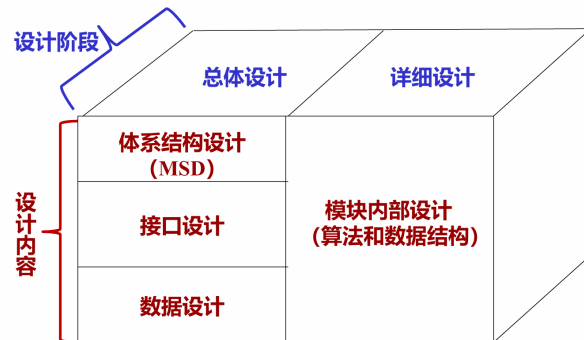 设计阶段
总体设计
详细设计
设计内容
体系结构设计
（MSD）
接口设计
数据设计
模块内部设计
（算法和数据结构）